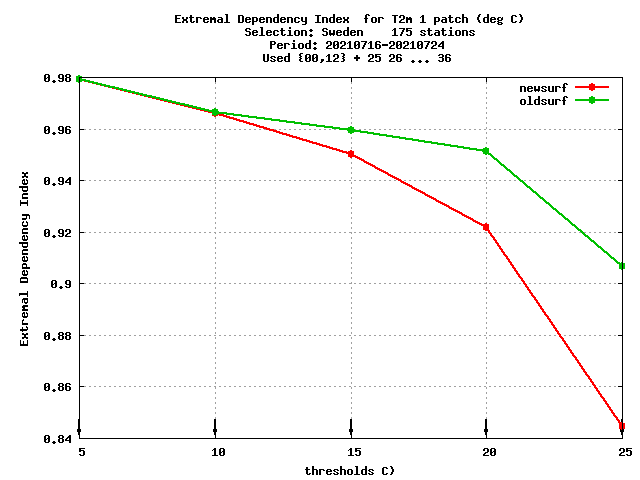 Extremal Dependency Index  for T2m 1 patch (deg C)
Selection: Sweden    175 stations
Period: 20210716-20210724
Used {00,12} + 25 26 ... 36
newsurf
oldsurf
Extremal Dependency Index
0.98
0.96
0.94
0.92
0.9
0.88
0.86
0.84
5 10 15 20 25
thresholds C)